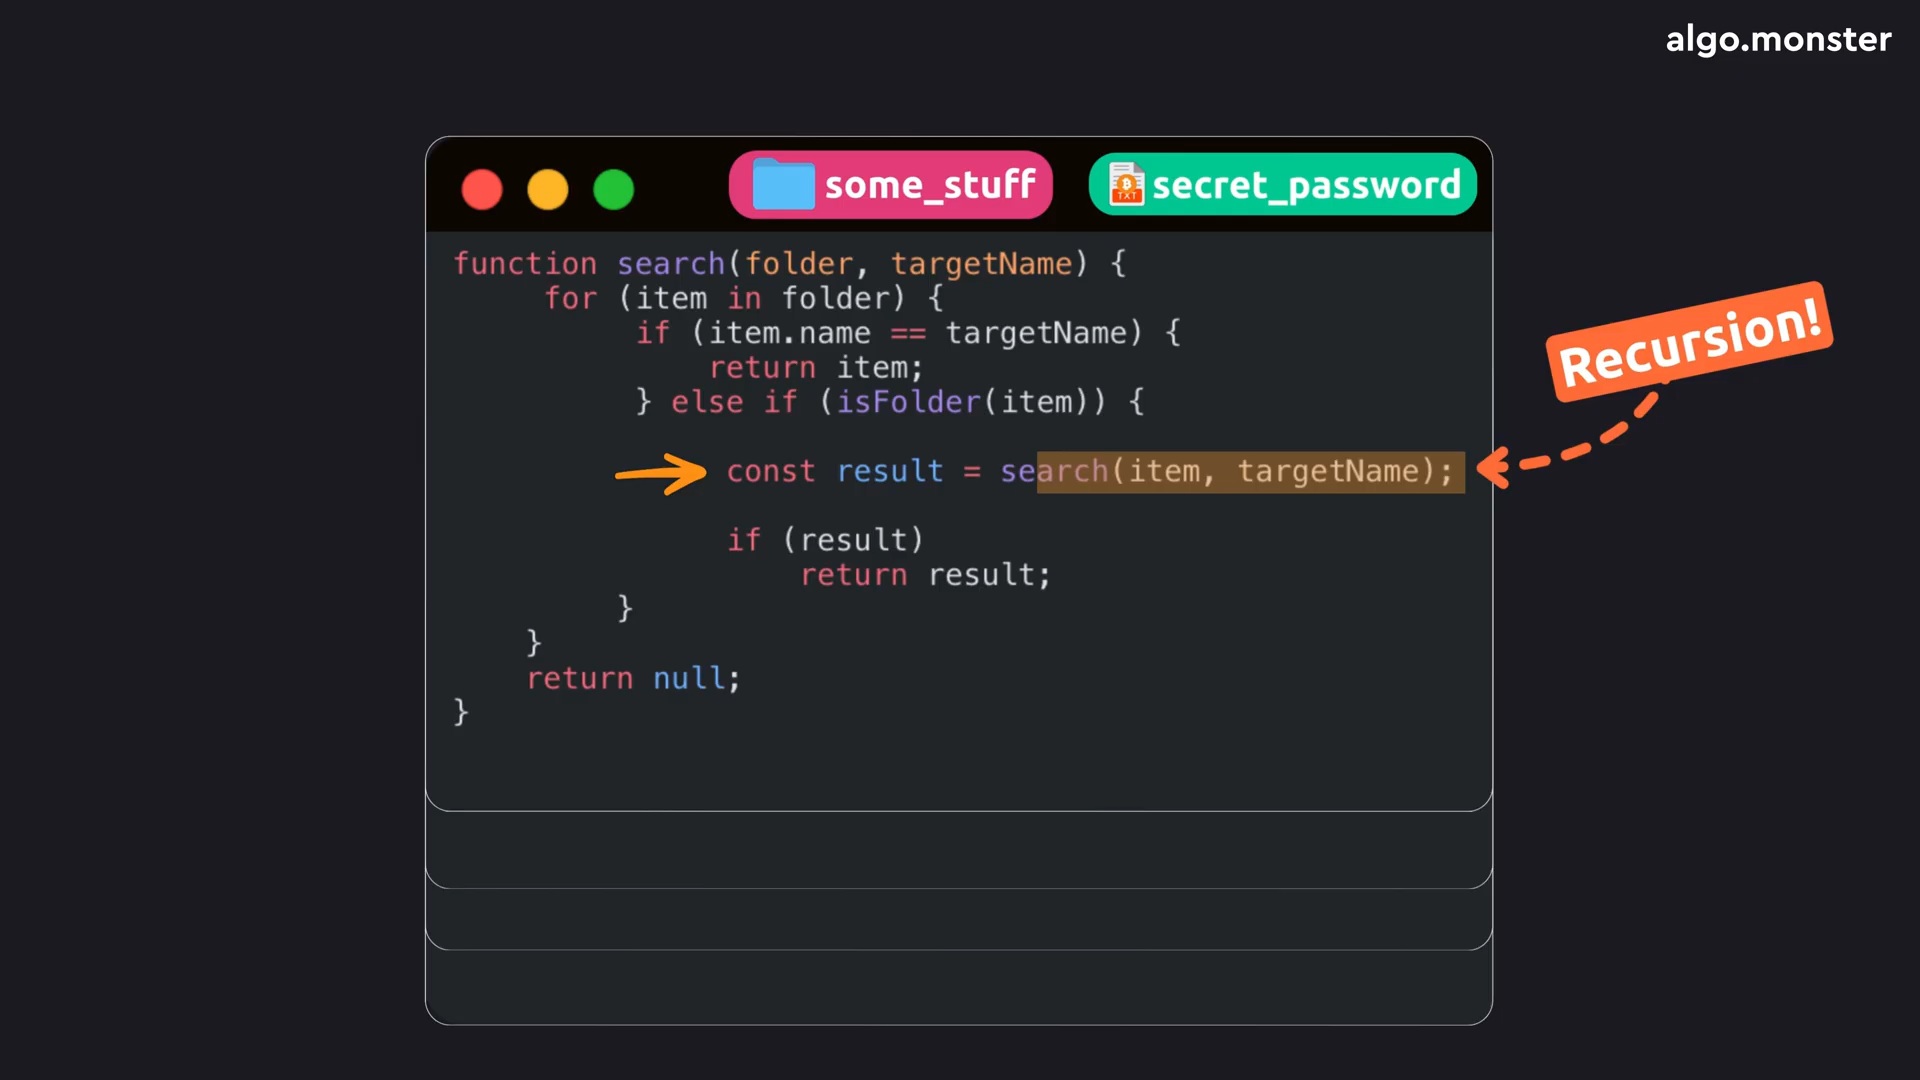 algo.monster
some_stuff
secret_password
TXT
function search(folder, targetName) {
for (item in folder) {
if (item.name == targetName) {
return item;
} else if (isFolder(item)) {
const result = search(item, targetName);
if (result)
return result;
}
}
return null;
}
Recursion!